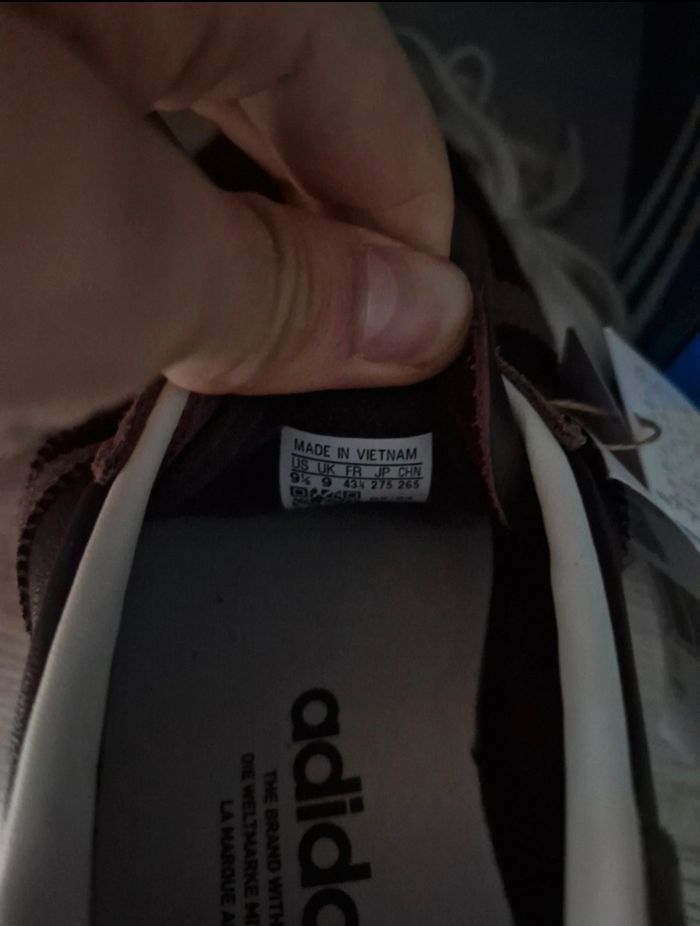 MADE IN VIETNAM
US UK FR JP CHN
9½ 9 43⅓ 275 265
adidas
THE BRAND WITH
DIE WELTMARKE MI
LA MARQUE A